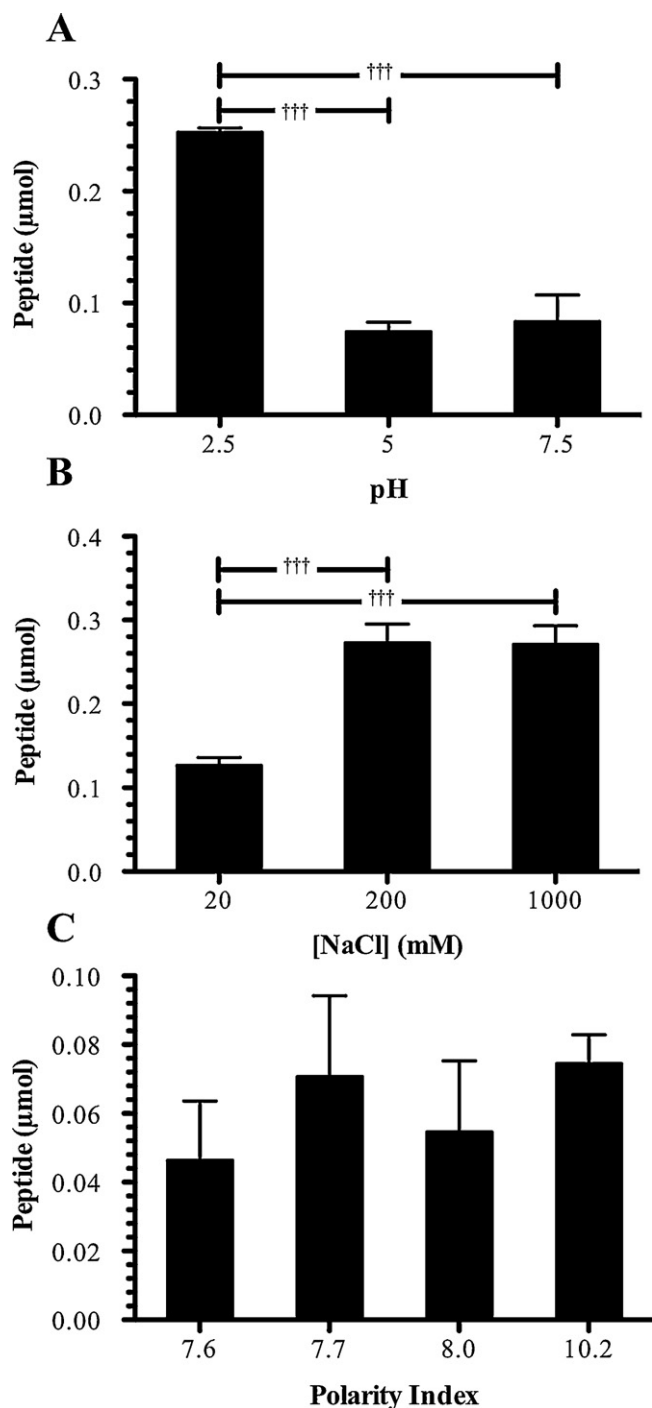 A
†††
0.3
†††
0.2
Peptide (µmol)
0.1
0.0
2.5 5 7.5
pH
B
0.4
†††
†††
0.3
Peptide (µmol)
0.2
0.1
0.0
20 200 1000
[NaCl] (mM)
C
0.10
0.08
0.06
Peptide (µmol)
0.04
0.02
0.00
7.6 7.7 8.0 10.2
Polarity Index